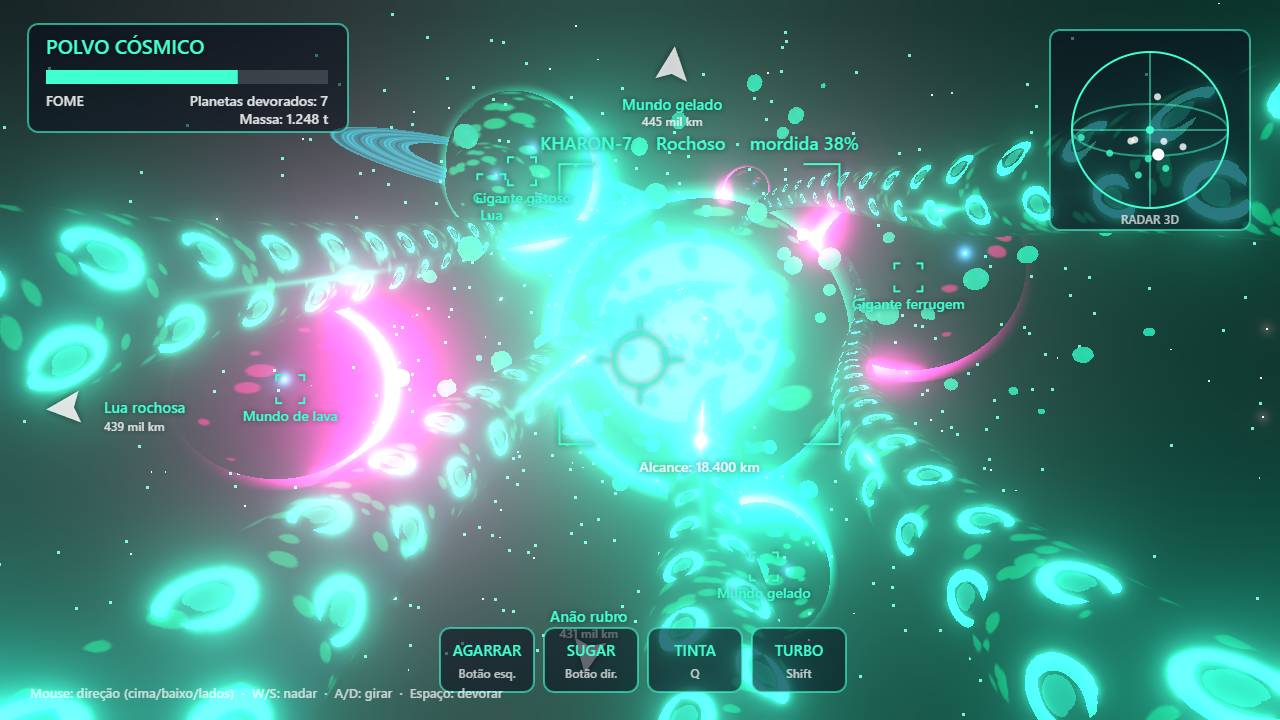 POLVO CÓSMICO
FOME
Planetas devorados: 7
Massa: 1.248 t
Mundo gelado
445 mil km
KHARON-7 · Rochoso · mordida 38%
Gigante gasoso
Lua
RADAR 3D
Gigante ferrugem
Lua rochosa
439 mil km
Mundo de lava
Alcance: 18.400 km
Mundo gelado
Anão rubro
431 mil km
AGARRAR
Botão esq.
SUGAR
Botão dir.
TINTA
Q
TURBO
Shift
Mouse: direção (cima/baixo/lados) · W/S: nadar · A/D: girar · Espaço: devorar